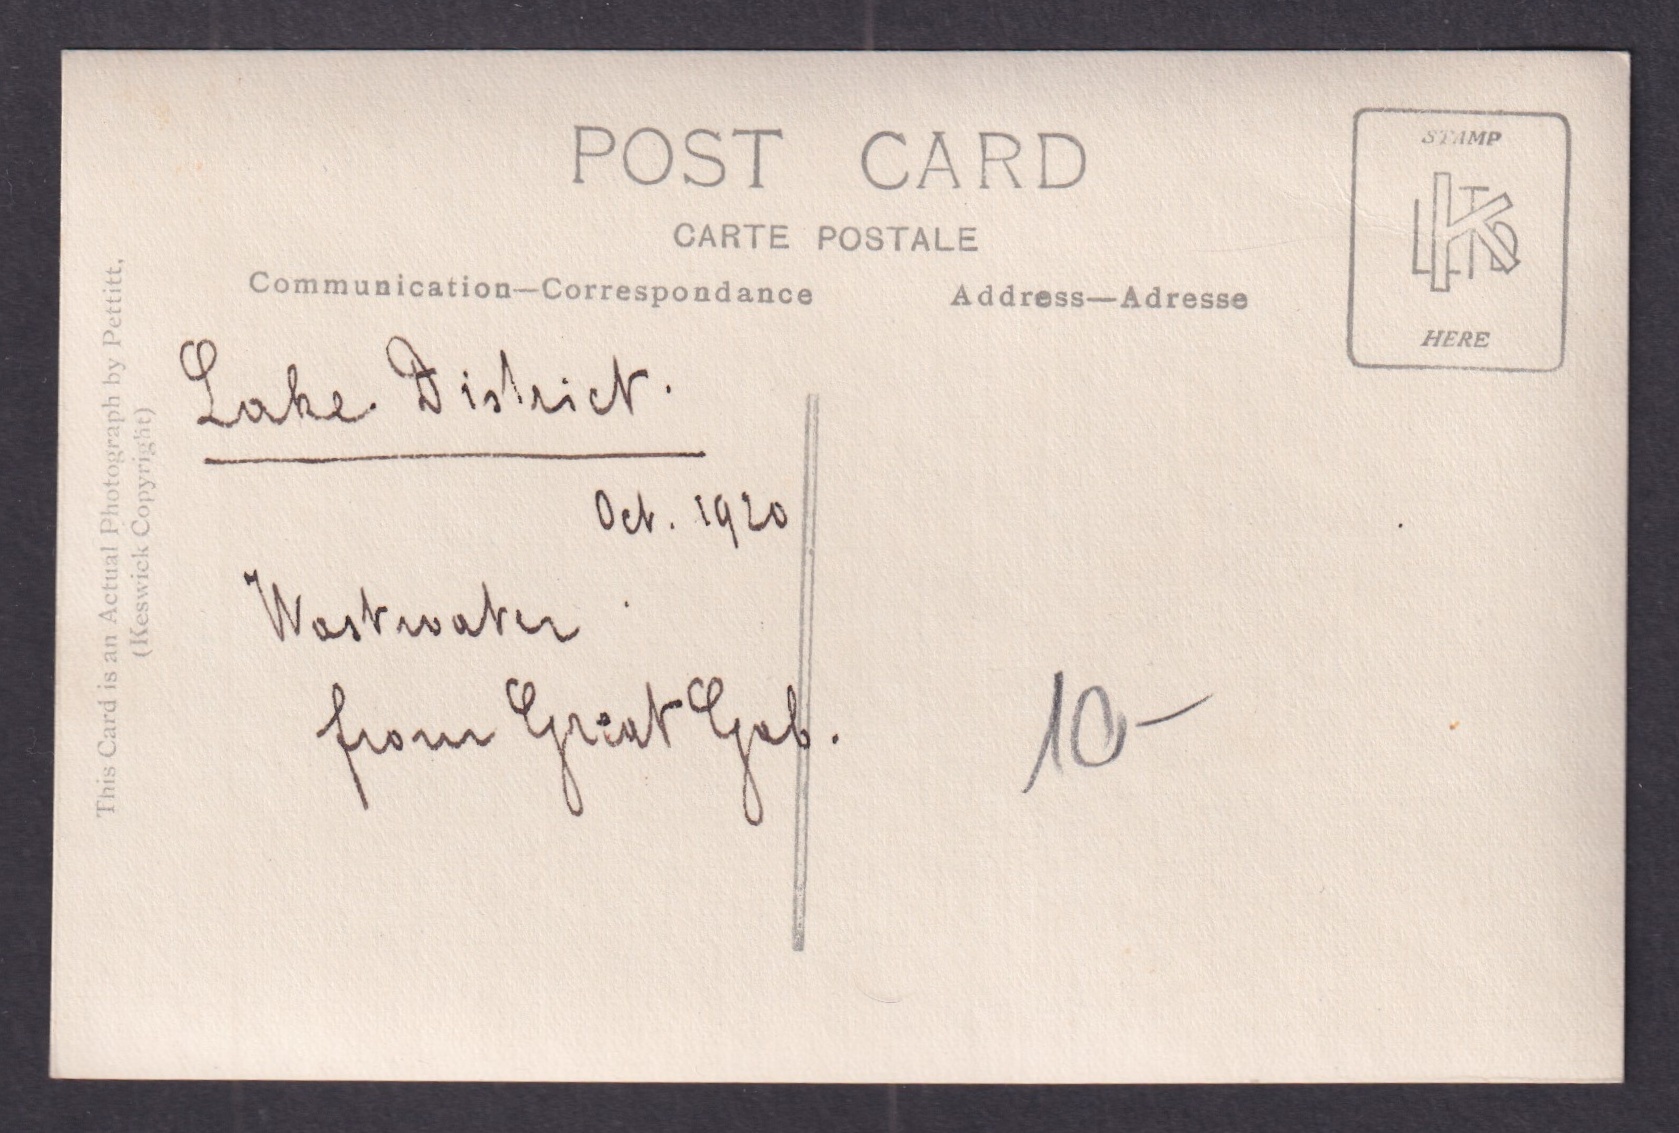 POST CARD
CARTE POSTALE
Communication—Correspondance
Address—Adresse
STAMP
K LTD
HERE
This Card is an Actual Photograph by Pettitt,
(Keswick Copyright)
Lake District.
Oct. 1920
Wastwater
from Great Gab.
10-